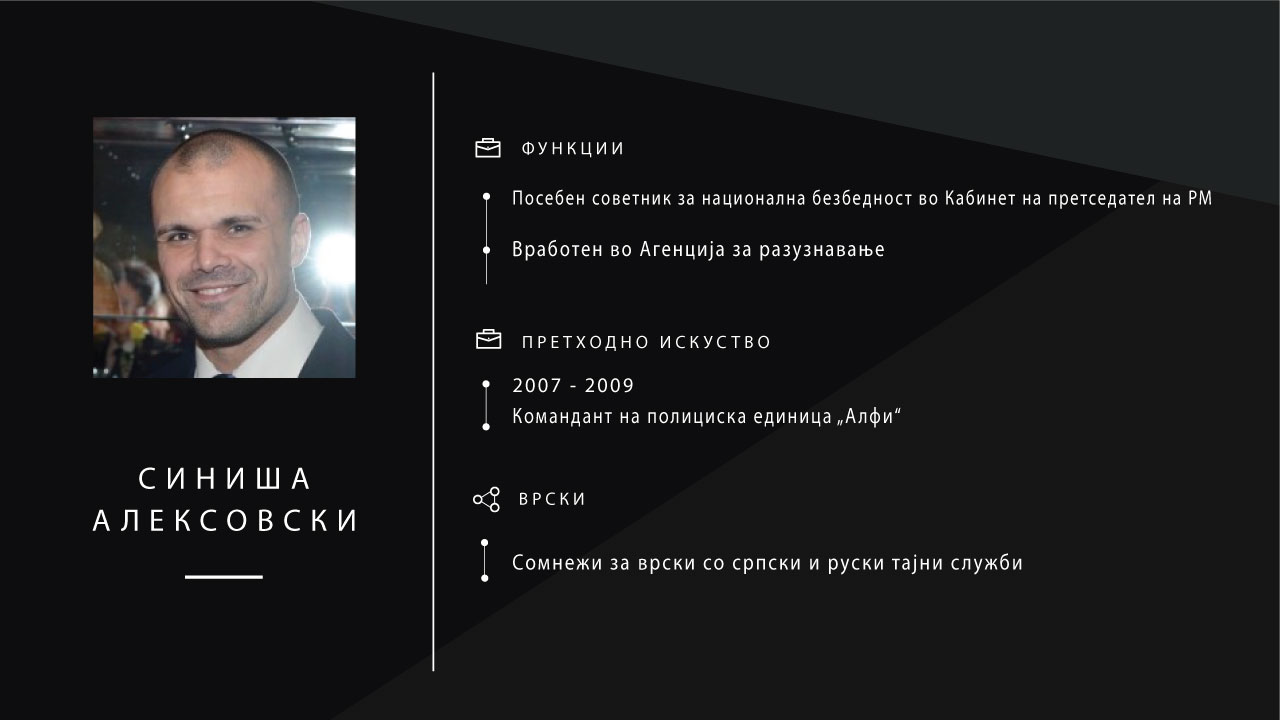 СИНИША
АЛЕКСОВСКИ
ФУНКЦИИ
Посебен советник за национална безбедност во Кабинет на претседател на РМ
Вработен во Агенција за разузнавање
ПРЕТХОДНО ИСКУСТВО
2007 - 2009
Командант на полициска единица „Алфи“
ВРСКИ
Сомнежи за врски со српски и руски тајни служби